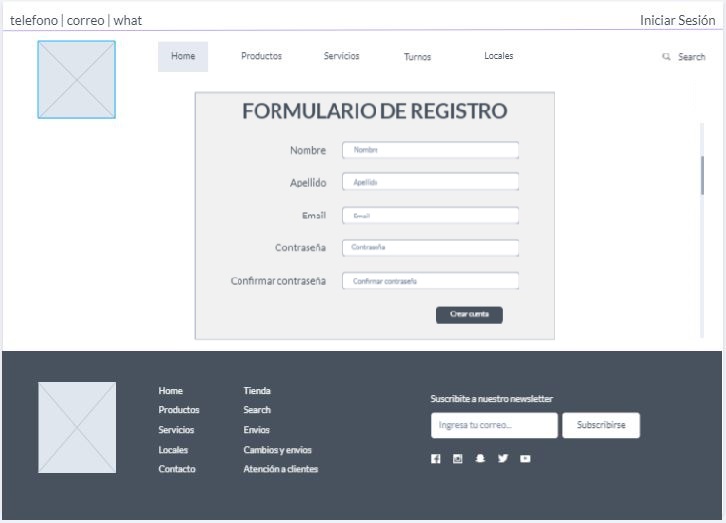 telefono | correo | what Iniciar Sesión
Home Productos Servicios Turnos Locales Search
FORMULARIO DE REGISTRO
Nombre Nombre
Apellido Apellido
Email Email
Contraseña Contraseña
Confirmar contraseña Confirmar contraseña
Crear cuenta
Home Tienda
Productos Search
Servicios Envios
Locales Cambios y envios
Contacto Atención a clientes
Suscribite a nuestro newsletter
Ingresa tu correo... Subscribirse